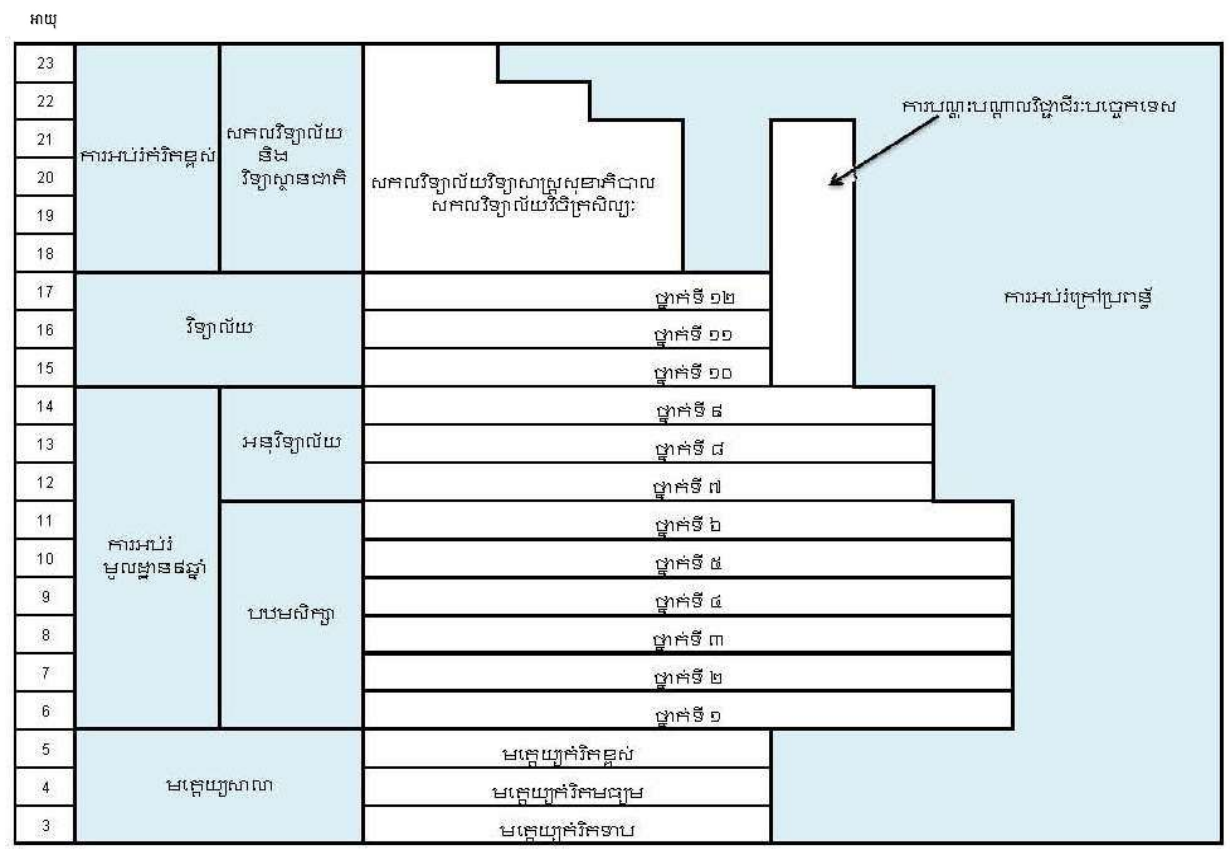 អាយុ
23
22
ការបណ្តុះបណ្តាលវិជ្ជាជីវៈបច្ចេកទេស
21
20
19
18
ការអប់រំកំរិតខ្ពស់
សកលវិទ្យាល័យ
និង
វិទ្យាស្ថានជាតិ
សកលវិទ្យាល័យវិទ្យាសាស្ត្រសុខាភិបាល
សកលវិទ្យាល័យវិចិត្រសិល្បៈ
17
16
15
វិទ្យាល័យ
ថ្នាក់ទី ១២
ថ្នាក់ទី ១១
ថ្នាក់ទី ១០
ការអប់រំក្រៅប្រពន្ធ័
14
13
12
អនុវិទ្យាល័យ
ថ្នាក់ទី ៩
ថ្នាក់ទី ៨
ថ្នាក់ទី ៧
11
10
9
8
7
6
ការអប់រំ
មូលដ្ឋាន៩ឆ្នាំ
បឋមសិក្សា
ថ្នាក់ទី ៦
ថ្នាក់ទី ៥
ថ្នាក់ទី ៤
ថ្នាក់ទី ៣
ថ្នាក់ទី ២
ថ្នាក់ទី ១
5
4
3
មត្តេយ្យសាលា
មត្តេយ្យកំរិតខ្ពស់
មត្តេយ្យកំរិតមធ្យម
មត្តេយ្យកំរិតទាប